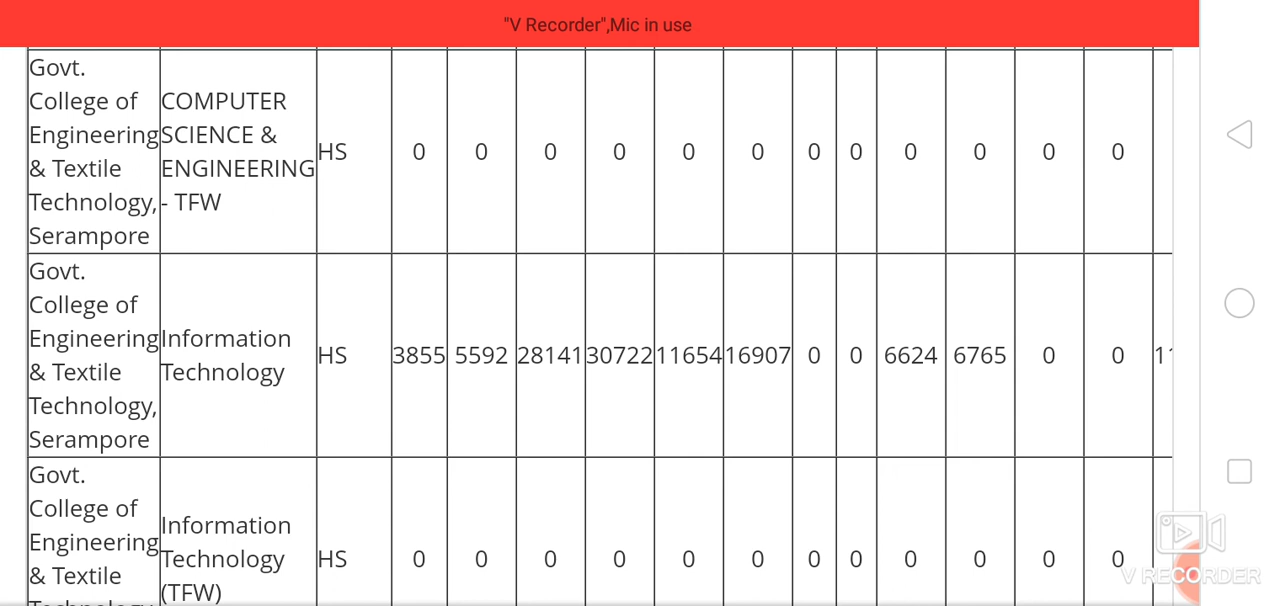 "V Recorder",Mic in use
Govt.
College of
Engineering
& Textile
Technology,
Serampore
COMPUTER
SCIENCE &
ENGINEERING
- TFW
HS 0 0 0 0 0 0 0 0 0 0 0 0
Govt.
College of
Engineering
& Textile
Technology,
Serampore
Information
Technology
HS 3855 5592 28141 30722 11654 16907 0 0 6624 6765 0 0
Govt.
College of
Engineering
& Textile
Information
Technology
(TFW)
HS 0 0 0 0 0 0 0 0 0 0 0 0
V RECORDER